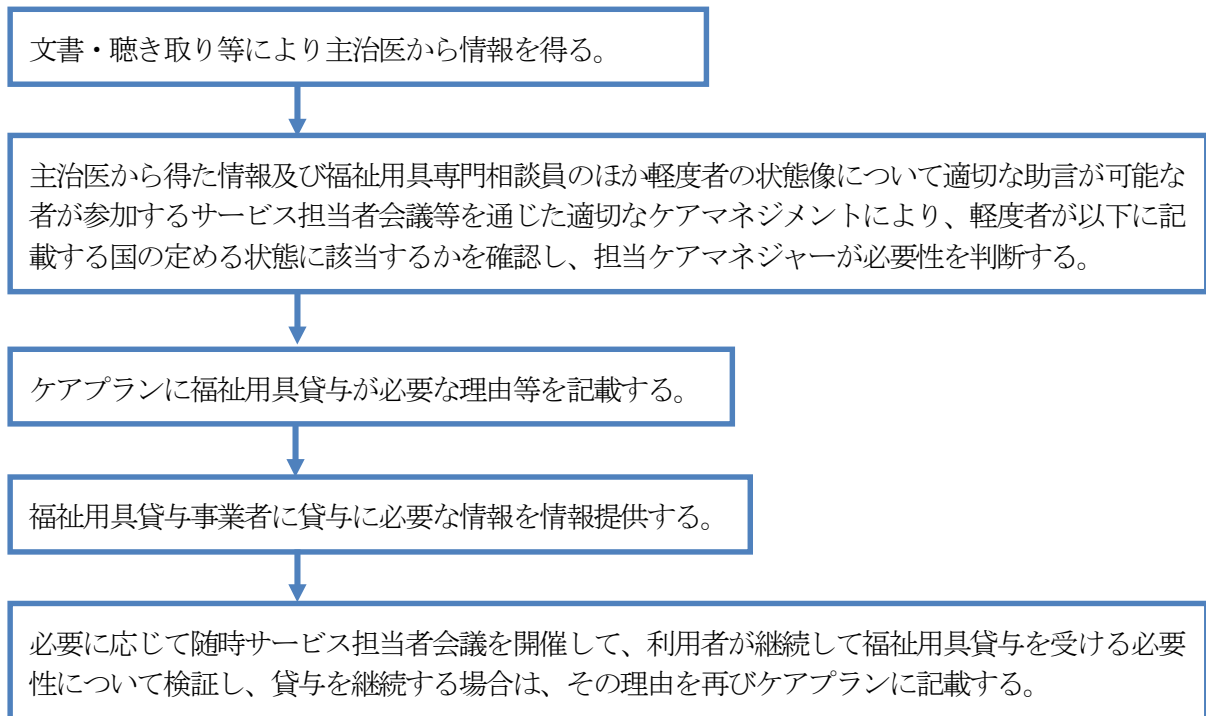 文書・聴き取り等により主治医から情報を得る。
主治医から得た情報及び福祉用具専門相談員のほか軽度者の状態像について適切な助言が可能な
者が参加するサービス担当者会議等を通じた適切なケアマネジメントにより、軽度者が以下に記
載する国の定める状態に該当するかを確認し、担当ケアマネジャーが必要性を判断する。
ケアプランに福祉用具貸与が必要な理由等を記載する。
福祉用具貸与事業者に貸与に必要な情報を情報提供する。
必要に応じて随時サービス担当者会議を開催して、利用者が継続して福祉用具貸与を受ける必要
性について検証し、貸与を継続する場合は、その理由を再びケアプランに記載する。